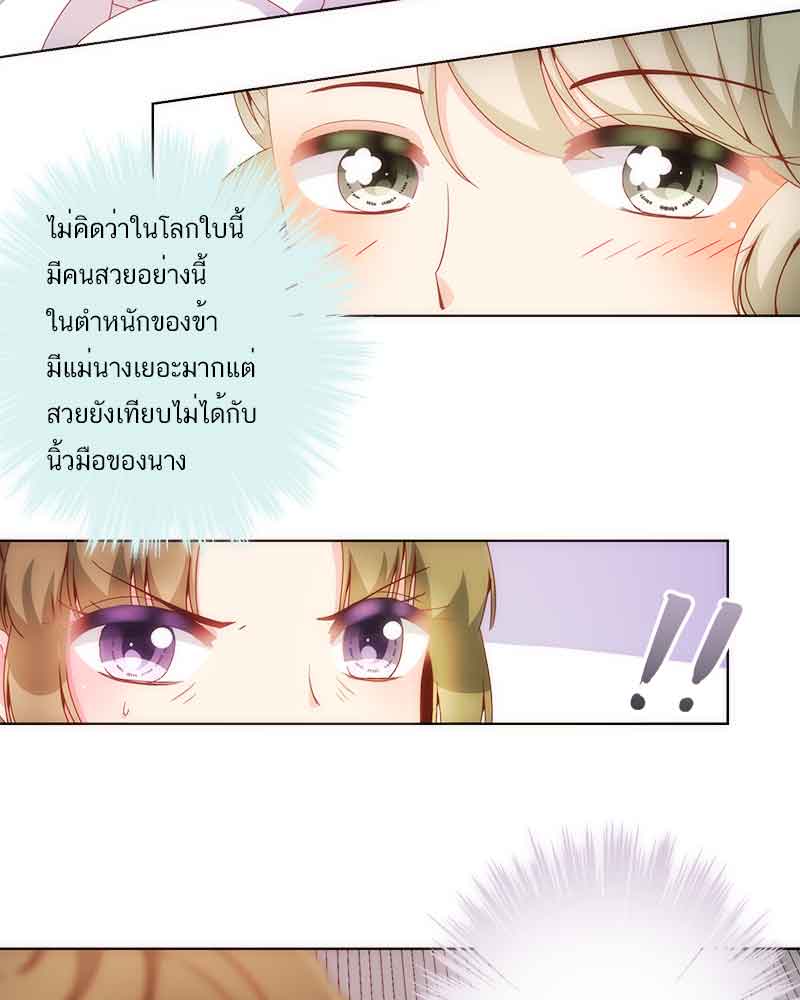 ไม่คิดว่าในโลกใบนี้
มีคนสวยอย่างนี้
ในตำหนักของข้า
มีแม่นางเยอะมากแต่
สวยยังเทียบไม่ได้กับ
นิ้วมือของนาง
!!